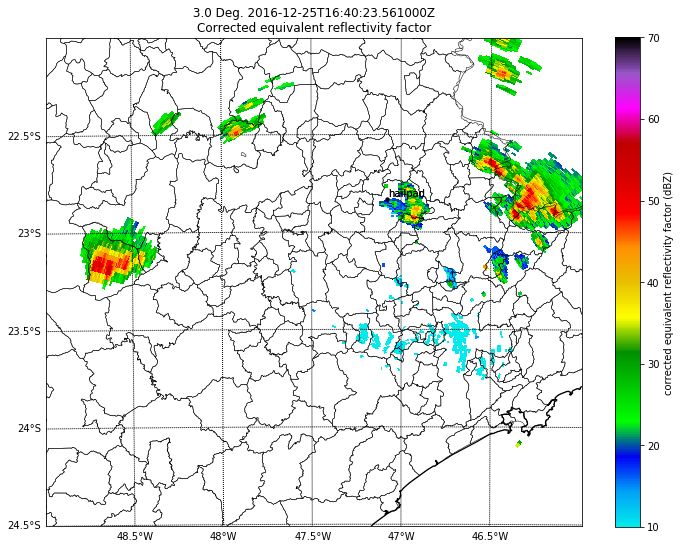 3.0 Deg. 2016-12-25T16:40:23.561000Z
Corrected equivalent reflectivity factor
70
60
50
40
30
20
10
corrected equivalent reflectivity factor (dBZ)
22.5°S
23°S
23.5°S
24°S
24.5°S
hailpad
48.5°W
48°W
47.5°W
47°W
46.5°W